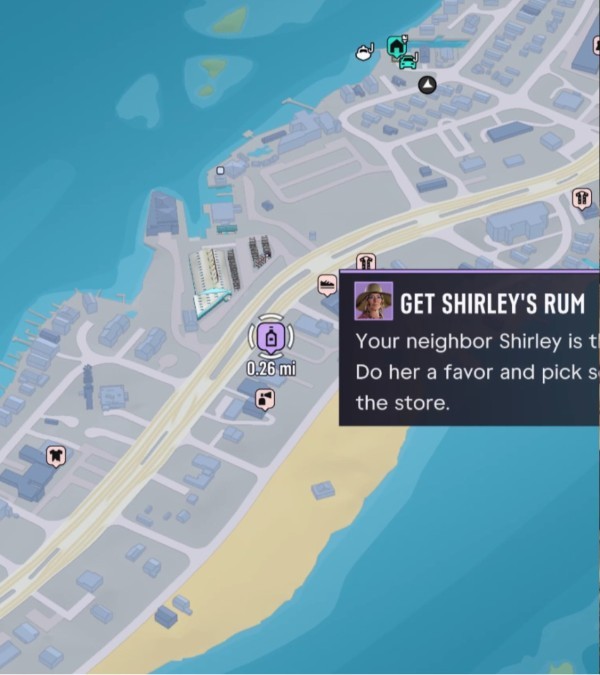 GET SHIRLEY'S RUM
Your neighbor Shirley is
Do her a favor and pick
the store.
0.26 mi